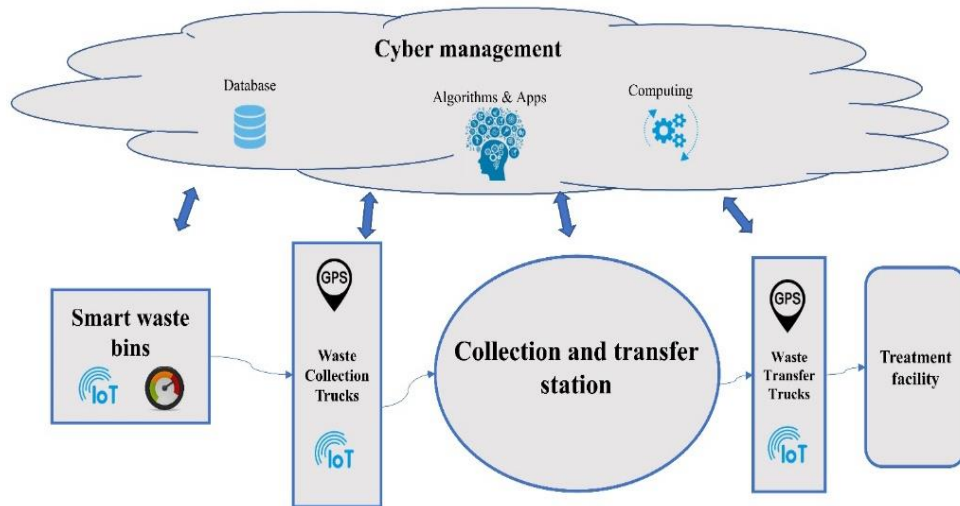 Cyber management
Database
Algorithms & Apps
Computing
Smart waste
bins
IoT
GPS
Waste
Collection
Trucks
IoT
Collection and transfer
station
GPS
Waste
Transfer
Trucks
IoT
Treatment
facility